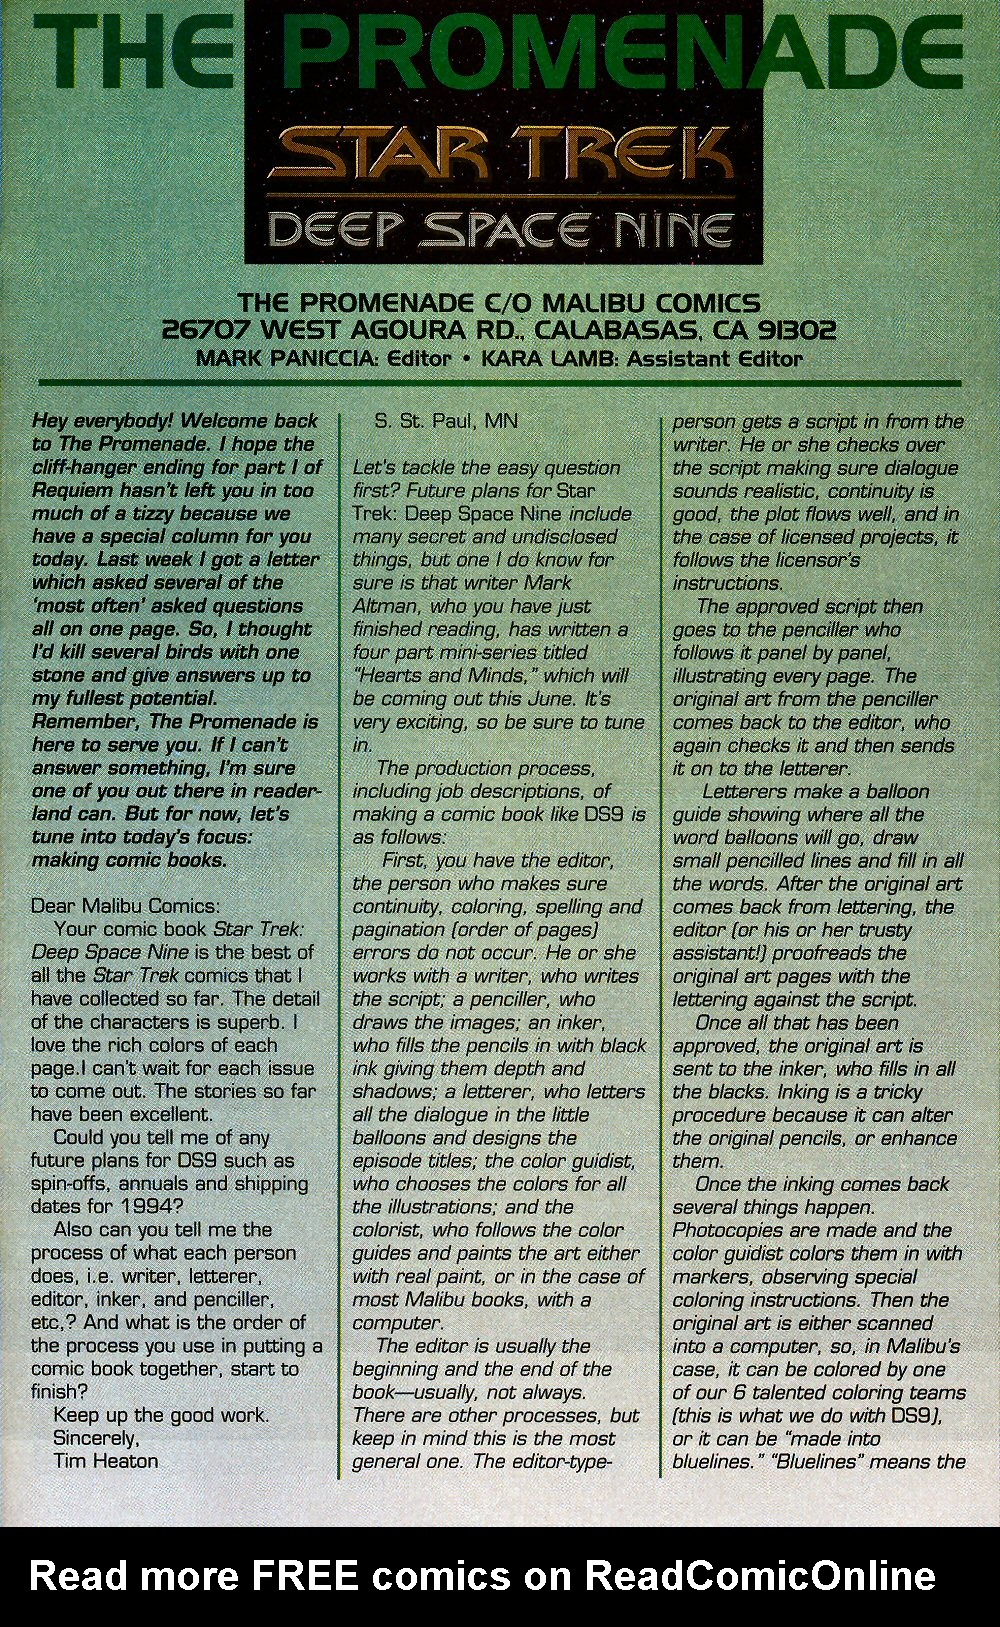 THE PROMENADE
STAR TREK
DEEP SPACE NINE
THE PROMENADE C/O MALIBU COMICS
26707 WEST AGOURA RD., CALABASAS, CA 91302
MARK PANICCIA: Editor • KARA LAMB: Assistant Editor
Hey everybody! Welcome back
to The Promenade. I hope the
cliff-hanger ending for part I of
Requiem hasn't left you in too
much of a tizzy because we
have a special column for you
today. Last week I got a letter
which asked several of the
'most often' asked questions
all on one page. So, I thought
I'd kill several birds with one
stone and give answers up to
my fullest potential.
Remember, The Promenade is
here to serve you. If I can't
answer something, I'm sure
one of you out there in reader-
land can. But for now, let's
tune into today's focus:
making comic books.
Dear Malibu Comics:
Your comic book Star Trek:
Deep Space Nine is the best of
all the Star Trek comics that I
have collected so far. The detail
of the characters is superb. I
love the rich colors of each
page.I can't wait for each issue
to come out. The stories so far
have been excellent.
Could you tell me of any
future plans for DS9 such as
spin-offs, annuals and shipping
dates for 1994?
Also can you tell me the
process of what each person
does, i.e. writer, letterer,
editor, inker, and penciller,
etc,? And what is the order of
the process you use in putting a
comic book together, start to
finish?
Keep up the good work.
Sincerely,
Tim Heaton
S. St. Paul, MN
Let's tackle the easy question
first? Future plans for Star
Trek: Deep Space Nine include
many secret and undisclosed
things, but one I do know for
sure is that writer Mark
Altman, who you have just
finished reading, has written a
four part mini-series titled
"Hearts and Minds," which will
be coming out this June. It's
very exciting, so be sure to tune
in.
The production process,
including job descriptions, of
making a comic book like DS9 is
as follows:
First, you have the editor,
the person who makes sure
continuity, coloring, spelling and
pagination (order of pages)
errors do not occur. He or she
works with a writer, who writes
the script; a penciller, who
draws the images; an inker,
who fills the pencils in with black
ink giving them depth and
shadows; a letterer, who letters
all the dialogue in the little
balloons and designs the
episode titles; the color guidist,
who chooses the colors for all
the illustrations; and the
colorist, who follows the color
guides and paints the art either
with real paint, or in the case of
most Malibu books, with a
computer.
The editor is usually the
beginning and the end of the
book—usually, not always.
There are other processes, but
keep in mind this is the most
general one. The editor-type-
person gets a script in from the
writer. He or she checks over
the script making sure dialogue
sounds realistic, continuity is
good, the plot flows well, and in
the case of licensed projects, it
follows the licensor's
instructions.
The approved script then
goes to the penciller who
follows it panel by panel,
illustrating every page. The
original art from the penciller
comes back to the editor, who
again checks it and then sends
it on to the letterer.
Letterers make a balloon
guide showing where all the
word balloons will go, draw
small pencilled lines and fill in all
the words. After the original art
comes back from lettering, the
editor (or his or her trusty
assistant!) proofreads the
original art pages with the
lettering against the script.
Once all that has been
approved, the original art is
sent to the inker, who fills in all
the blacks. Inking is a tricky
procedure because it can alter
the original pencils, or enhance
them.
Once the inking comes back
several things happen.
Photocopies are made and the
color guidist colors them in with
markers, observing special
coloring instructions. Then the
original art is either scanned
into a computer, so, in Malibu's
case, it can be colored by one
of our 6 talented coloring teams
(this is what we do with DS9),
or it can be "made into
bluelines." "Bluelines" means the
Read more FREE comics on ReadComicOnline